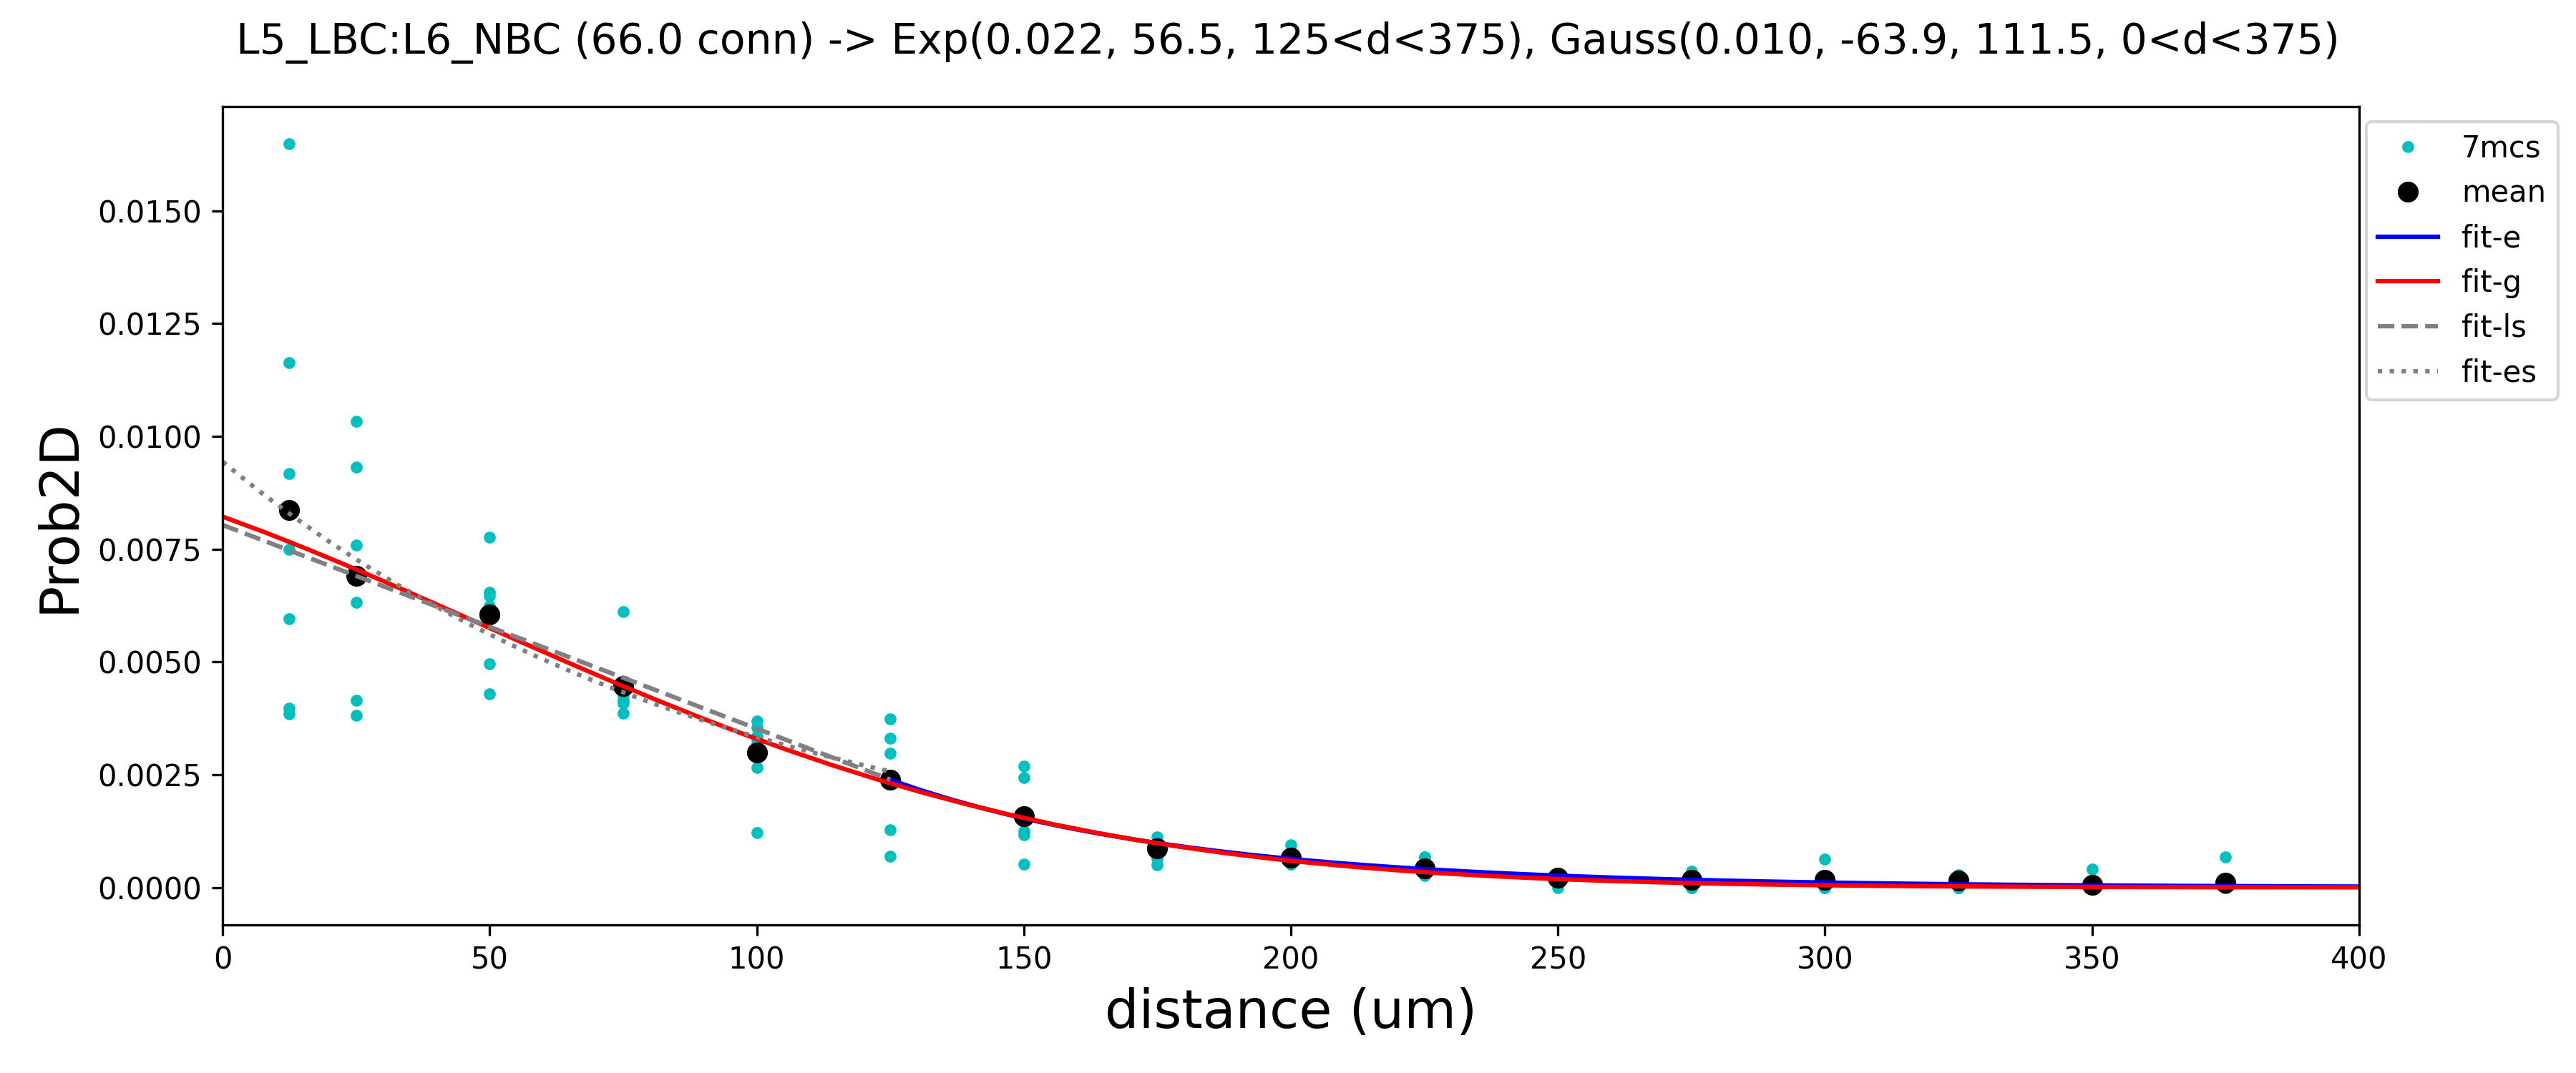 L5_LBC:L6_NBC (66.0 conn) -> Exp(0.022, 56.5, 125<d<375), Gauss(0.010, -63.9, 111.5, 0<d<375)
Prob2D
0.0150
0.0125
0.0100
0.0075
0.0050
0.0025
0.0000
0 50 100 150 200 250 300 350 400
distance (um)
7mcs
mean
fit-e
fit-g
fit-ls
fit-es